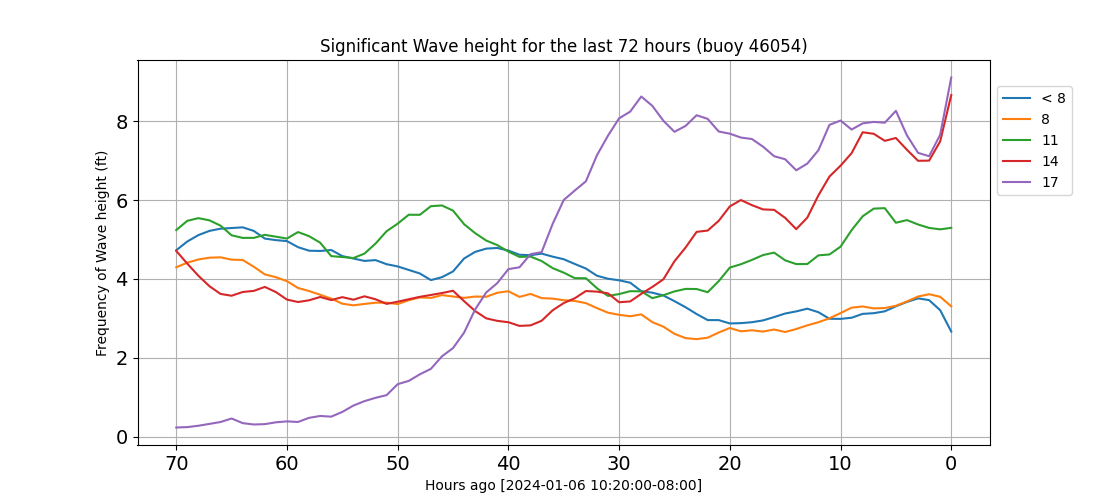 Significant Wave height for the last 72 hours (buoy 46054)
Frequency of Wave height (ft)
8
6
4
2
0
70 60 50 40 30 20 10 0
Hours ago [2024-01-06 10:20:00-08:00]
< 8
8
11
14
17